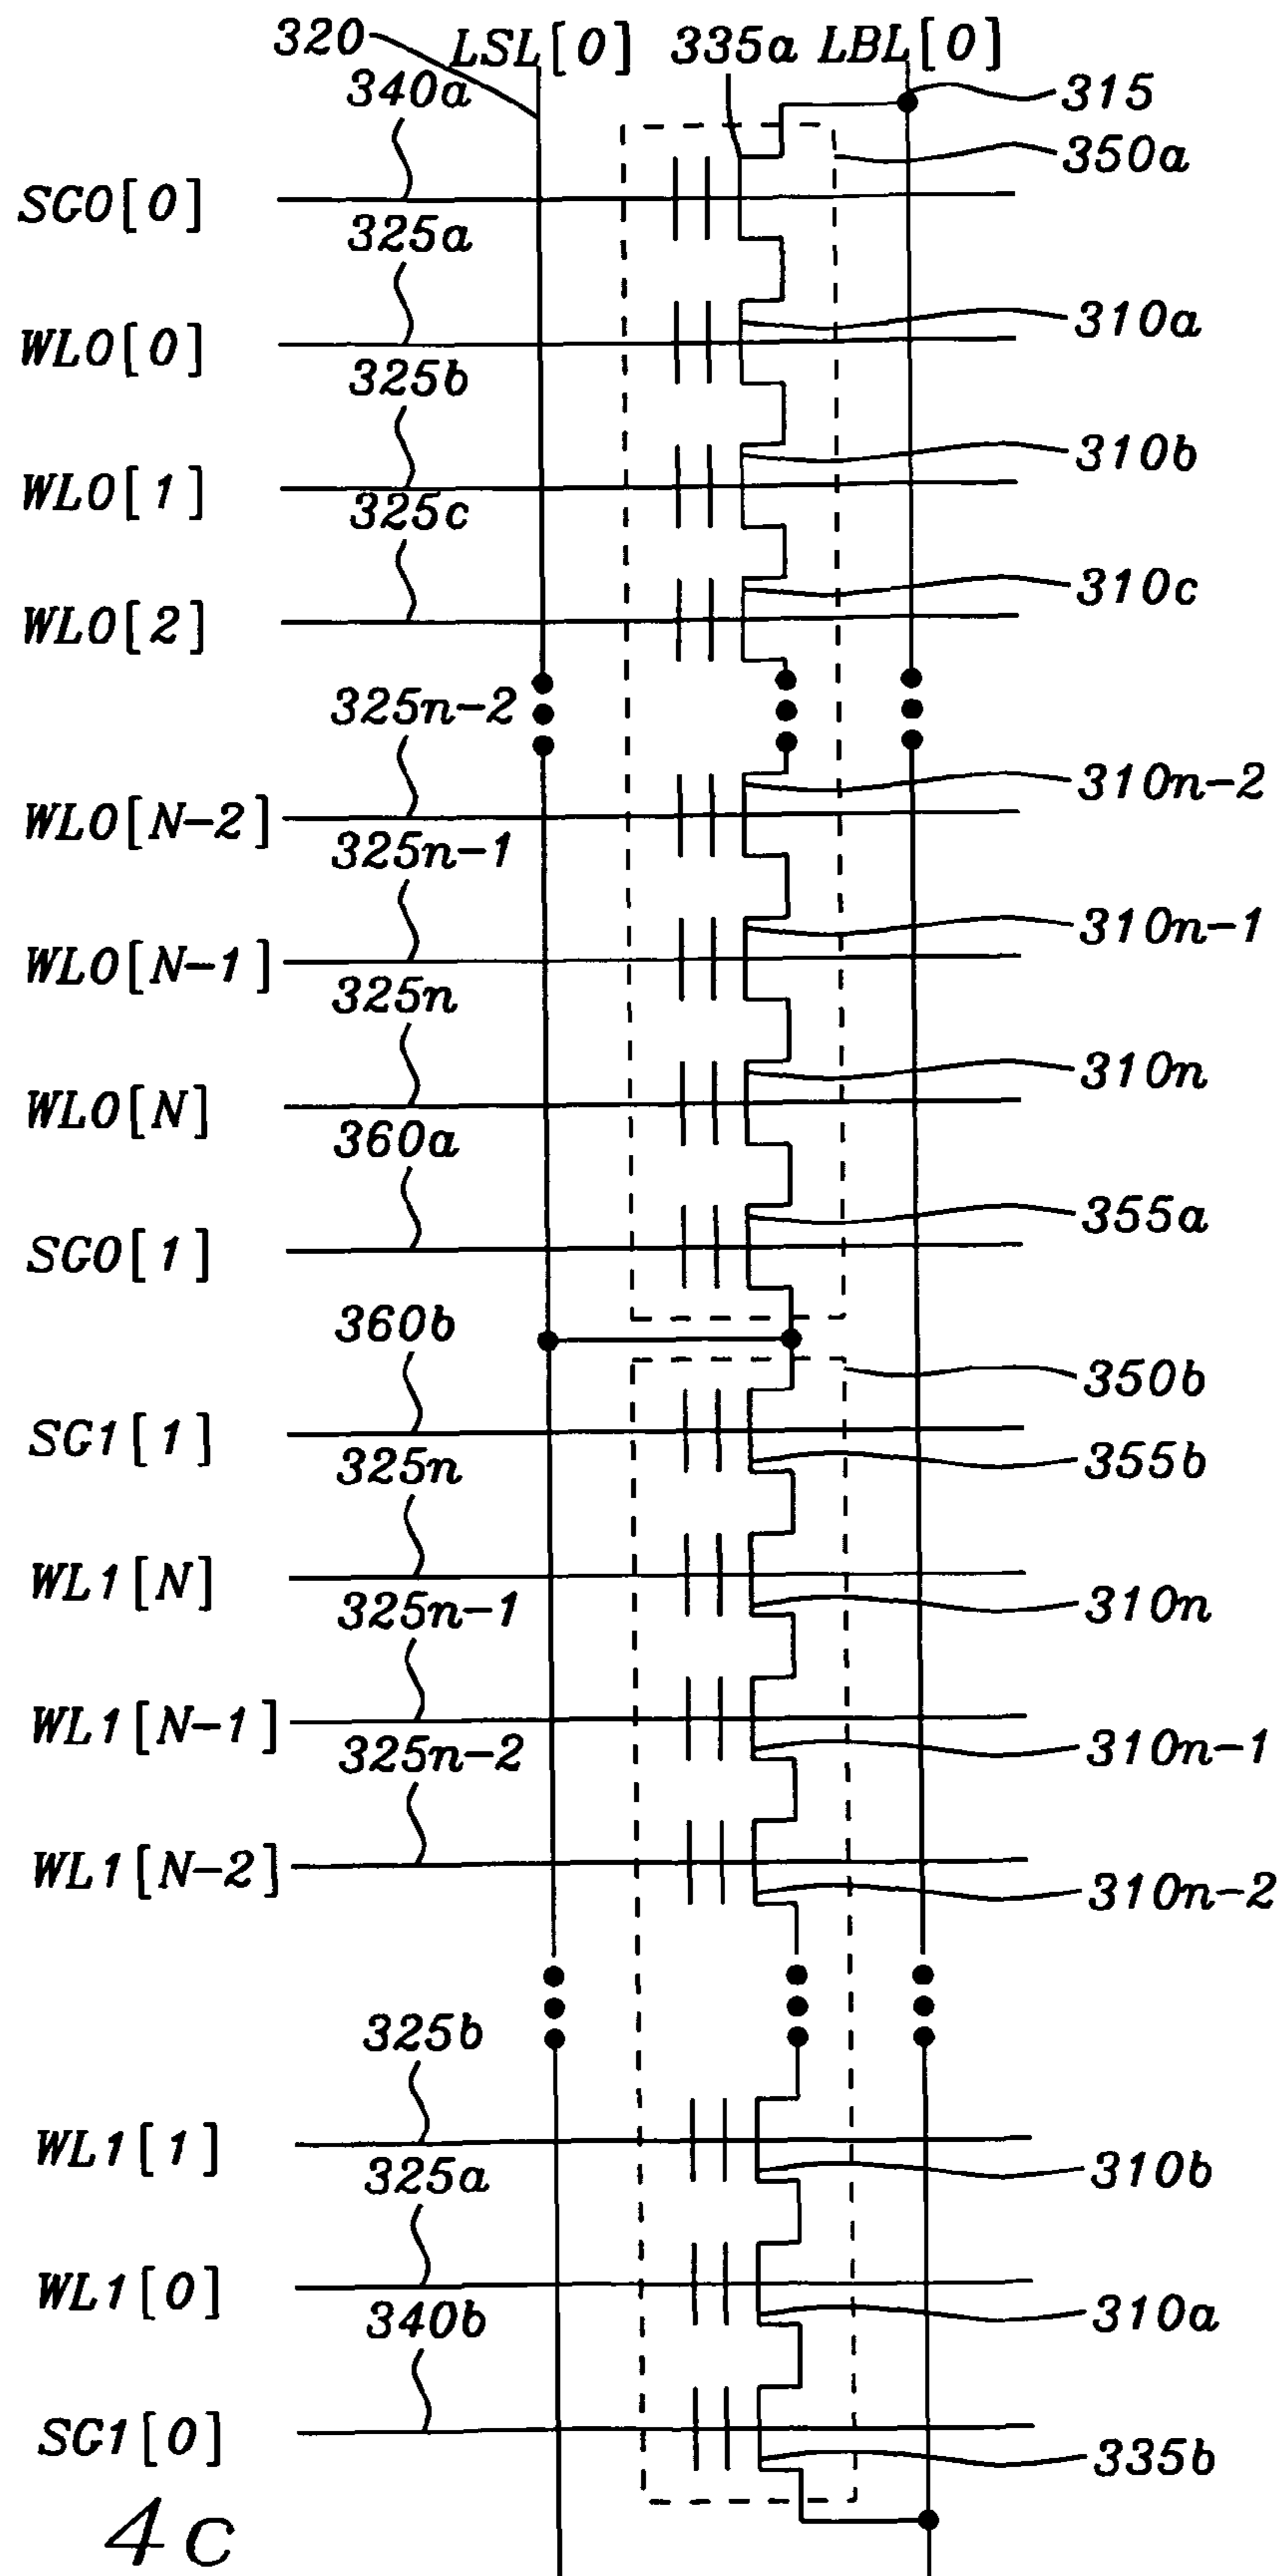 320 LSL[0] 335a LBL[0]
340a 315
350a
SG0[0]
325a
310a
WL0[0]
325b
310b
WL0[1]
325c
310c
WL0[2]
325n-2
310n-2
WL0[N-2]
325n-1
310n-1
WL0[N-1]
325n
310n
WL0[N]
360a
355a
SG0[1]
360b
350b
SG1[1]
355b
325n
WL1[N]
310n
325n-1
WL1[N-1]
310n-1
325n-2
WL1[N-2]
310n-2
325b
WL1[1]
310b
325a
WL1[0]
310a
340b
SG1[0]
335b
4C